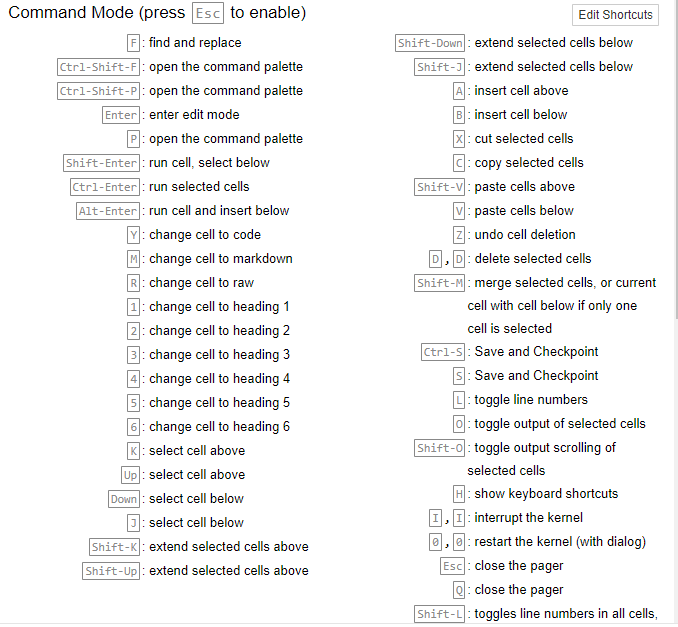 Command Mode (press Esc to enable)
Edit Shortcuts
F : find and replace
Ctrl-Shift-F : open the command palette
Ctrl-Shift-P : open the command palette
Enter : enter edit mode
P : open the command palette
Shift-Enter : run cell, select below
Ctrl-Enter : run selected cells
Alt-Enter : run cell and insert below
Y : change cell to code
M : change cell to markdown
R : change cell to raw
1 : change cell to heading 1
2 : change cell to heading 2
3 : change cell to heading 3
4 : change cell to heading 4
5 : change cell to heading 5
6 : change cell to heading 6
K : select cell above
Up : select cell above
Down : select cell below
J : select cell below
Shift-K : extend selected cells above
Shift-Up : extend selected cells above
Shift-Down : extend selected cells below
Shift-J : extend selected cells below
A : insert cell above
B : insert cell below
X : cut selected cells
C : copy selected cells
Shift-V : paste cells above
V : paste cells below
Z : undo cell deletion
D , D : delete selected cells
Shift-M : merge selected cells, or current
cell with cell below if only one
cell is selected
Ctrl-S : Save and Checkpoint
S : Save and Checkpoint
L : toggle line numbers
O : toggle output of selected cells
Shift-O : toggle output scrolling of
selected cells
H : show keyboard shortcuts
I , I : interrupt the kernel
0 , 0 : restart the kernel (with dialog)
Esc : close the pager
Q : close the pager
Shift-L : toggles line numbers in all cells,